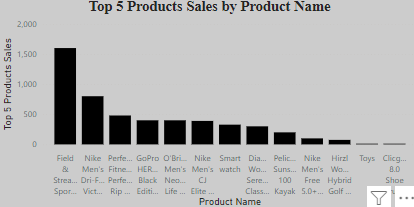 Top 5 Products Sales by Product Name
Top 5 Products Sales
2,000
1,500
1,000
500
0
Field Nike Perfe... GoPro O'Bri... Nike Smart Dia... Pelic... Nike Hirzl Toys Clicg...
& Men's Fitne... HER... Men's Men's watch Wo... Suns... Men's Wo... 8.0
Strea... Dri-F... Perfe... Black Neo... CJ Sere... 100 Free Hybrid Shoe
Spor... Vict... Rip ... Editi... Life ... Elite ... Class... Kayak 5.0+... Golf ...
Product Name